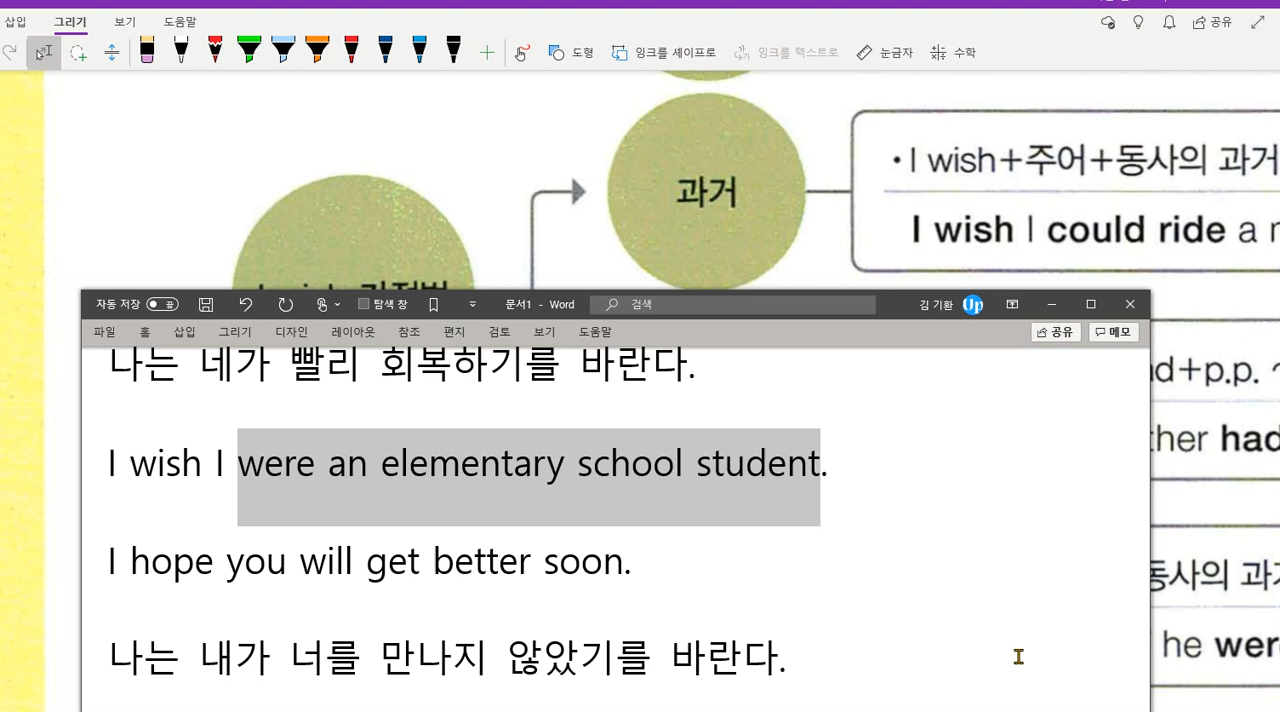 삽입 그리기 보기 도움말
공유
도형 잉크를 셰이프로 잉크를 텍스트로 눈금자 수학
과거
• I wish+주어+동사의 과거
I wish I could ride a
자동 저장 끔 탐색 창 문서1 - Word 검색 김 기환
파일 홈 삽입 그리기 디자인 레이아웃 참조 편지 검토 보기 도움말 공유 메모
나는 네가 빨리 회복하기를 바란다.
I wish I were an elementary school student.
I hope you will get better soon.
나는 내가 너를 만나지 않았기를 바란다.
+p.p. ~
had
동사의 과거
he were